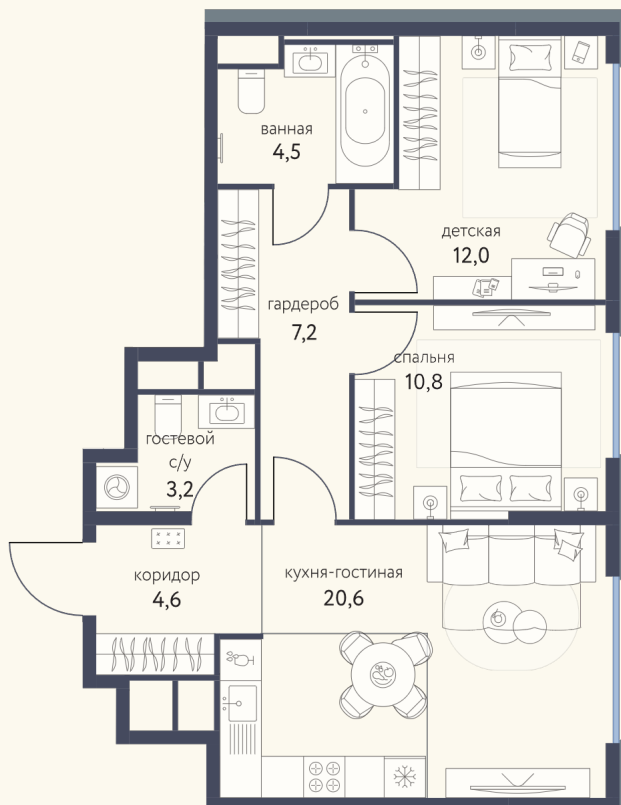 ванная
4,5
детская
12,0
гардероб
7,2
спальня
10,8
гостевой
с/у
3,2
коридор
4,6
кухня-гостиная
20,6